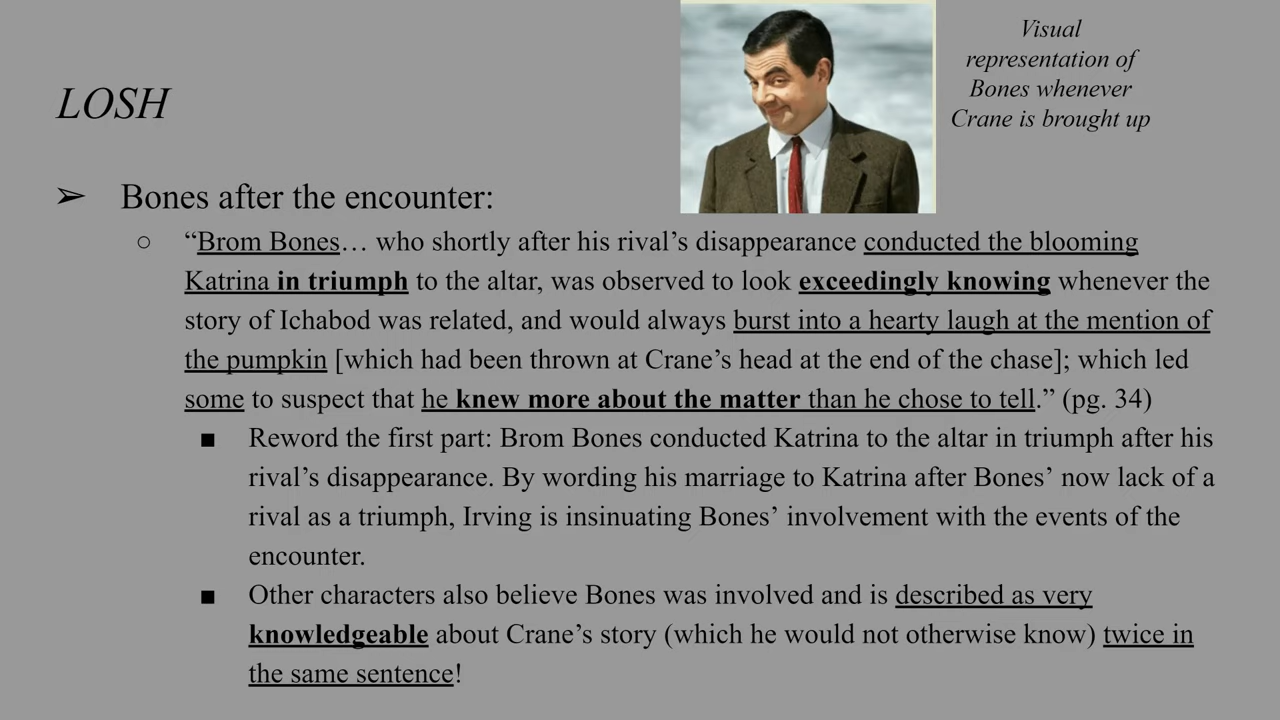 Visual
representation of
Bones whenever
Crane is brought up
LOSH
➢ Bones after the encounter:
○ “Brom Bones… who shortly after his rival’s disappearance conducted the blooming
Katrina in triumph to the altar, was observed to look exceedingly knowing whenever the
story of Ichabod was related, and would always burst into a hearty laugh at the mention of
the pumpkin [which had been thrown at Crane’s head at the end of the chase]; which led
some to suspect that he knew more about the matter than he chose to tell.” (pg. 34)
■ Reword the first part: Brom Bones conducted Katrina to the altar in triumph after his
rival’s disappearance. By wording his marriage to Katrina after Bones’ now lack of a
rival as a triumph, Irving is insinuating Bones’ involvement with the events of the
encounter.
■ Other characters also believe Bones was involved and is described as very
knowledgeable about Crane’s story (which he would not otherwise know) twice in
the same sentence!